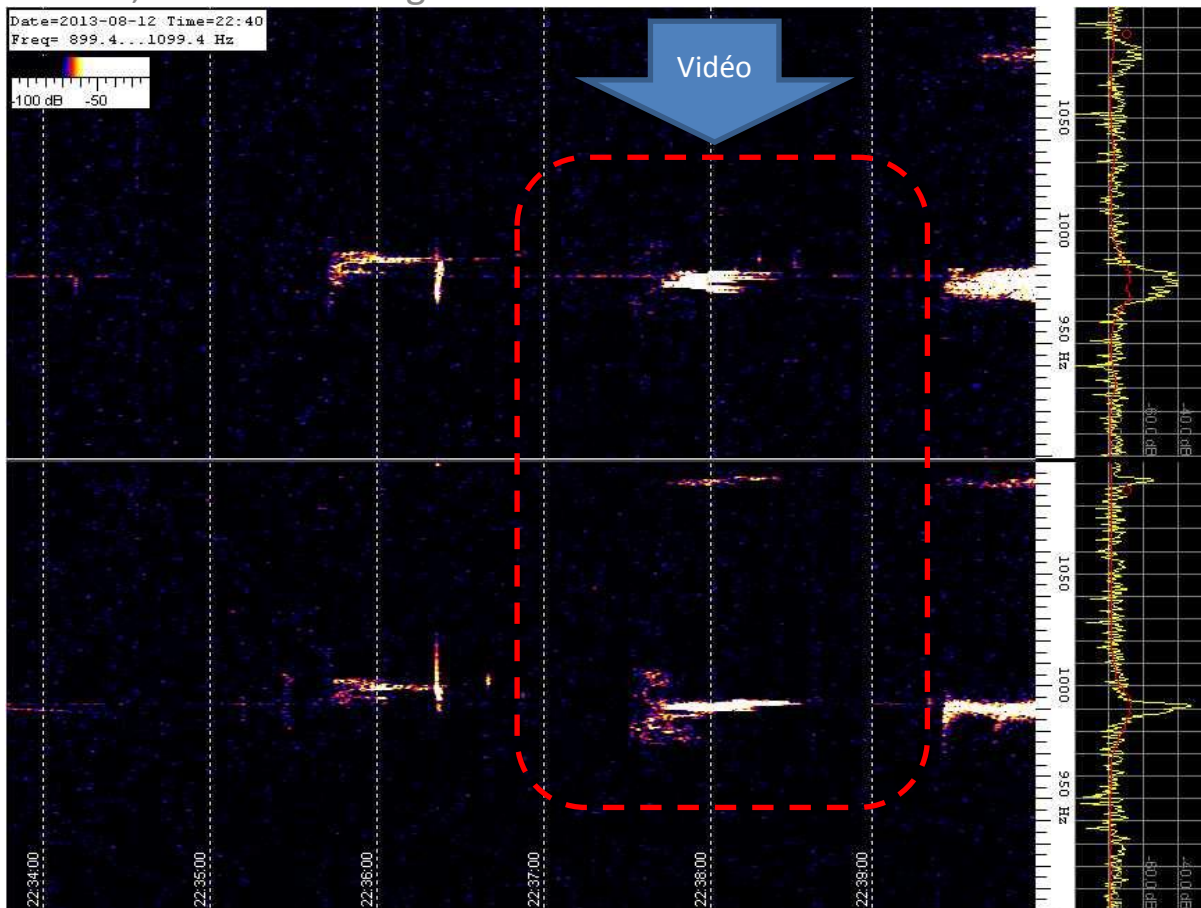 Date=2013-08-12 Time=22:40
Freq= 899.4...1099.4 Hz
-100 dB -50
Vidéo
1050
1000
950 Hz
-60.0 dB
-40.0 dB
1050
1000
950 Hz
-60.0 dB
-40.0 dB
22:34:00
22:35:00
22:36:00
22:37:00
22:38:00
22:39:00